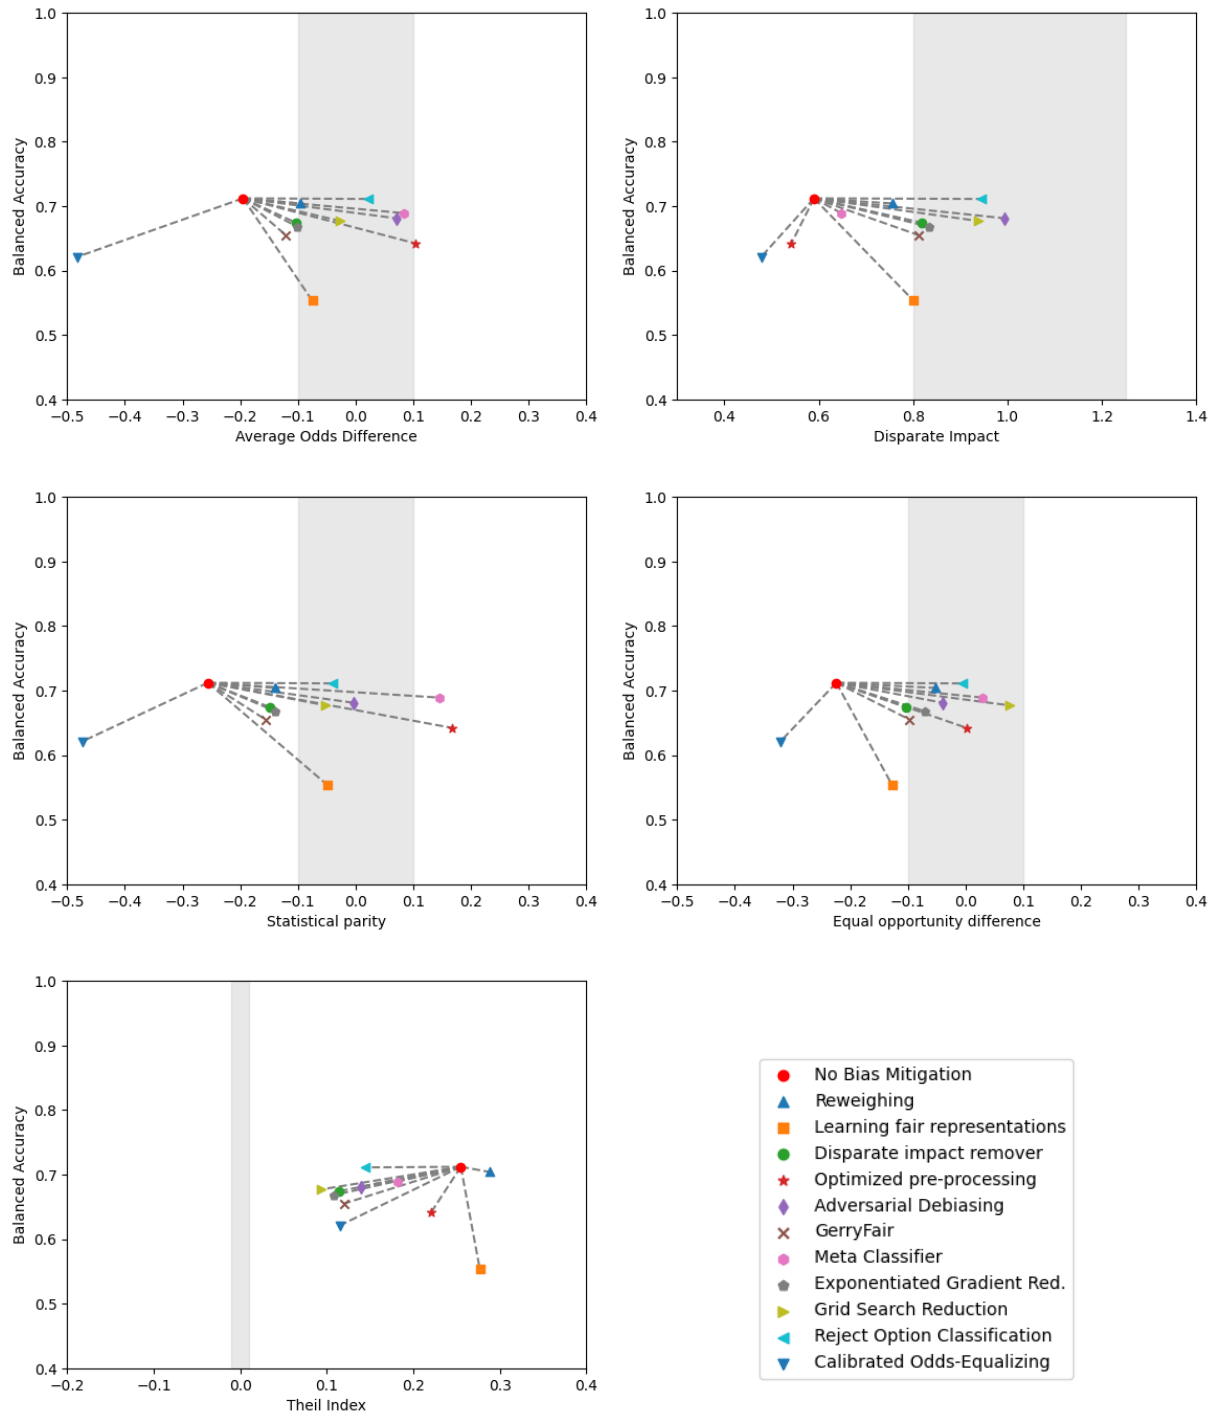 1.0
0.9
0.8
0.7
0.6
0.5
0.4
Balanced Accuracy
−0.5 −0.4 −0.3 −0.2 −0.1 0.0 0.1 0.2 0.3 0.4
Average Odds Difference
1.0
0.9
0.8
0.7
0.6
0.5
0.4
Balanced Accuracy
0.4 0.6 0.8 1.0 1.2 1.4
Disparate Impact
1.0
0.9
0.8
0.7
0.6
0.5
0.4
Balanced Accuracy
−0.5 −0.4 −0.3 −0.2 −0.1 0.0 0.1 0.2 0.3 0.4
Statistical parity
1.0
0.9
0.8
0.7
0.6
0.5
0.4
Balanced Accuracy
−0.5 −0.4 −0.3 −0.2 −0.1 0.0 0.1 0.2 0.3 0.4
Equal opportunity difference
1.0
0.9
0.8
0.7
0.6
0.5
0.4
Balanced Accuracy
−0.2 −0.1 0.0 0.1 0.2 0.3 0.4
Theil Index
No Bias Mitigation
Reweighing
Learning fair representations
Disparate impact remover
Optimized pre-processing
Adversarial Debiasing
GerryFair
Meta Classifier
Exponentiated Gradient Red.
Grid Search Reduction
Reject Option Classification
Calibrated Odds-Equalizing